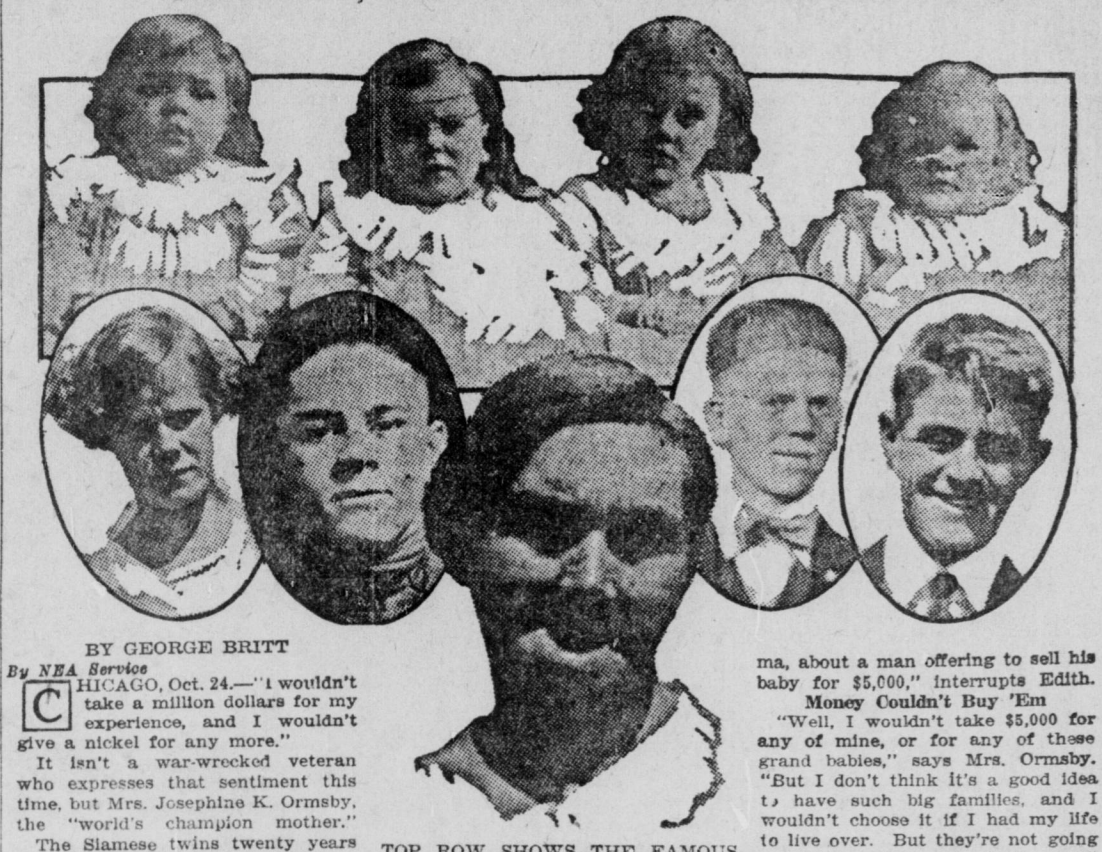 BY GEORGE BRITT
By NEA Service
CHICAGO, Oct. 24.—"I wouldn't
take a million dollars for my
experience, and I wouldn't
give a nickel for any more."
It isn't a war-wrecked veteran
who expresses that sentiment this
time, but Mrs. Josephine K. Ormsby,
the "world's champion mother."
The Siamese twins twenty years
TOP ROW SHOWS THE FAMOUS
ma, about a man offering to sell his
baby for $5,000," interrupts Edith.
Money Couldn't Buy 'Em
"Well, I wouldn't take $5,000 for
any of mine, or for any of these
grand babies," says Mrs. Ormsby.
"But I don't think it's a good idea
to have such big families, and I
wouldn't choose it if I had my life
to live over. But they're not going